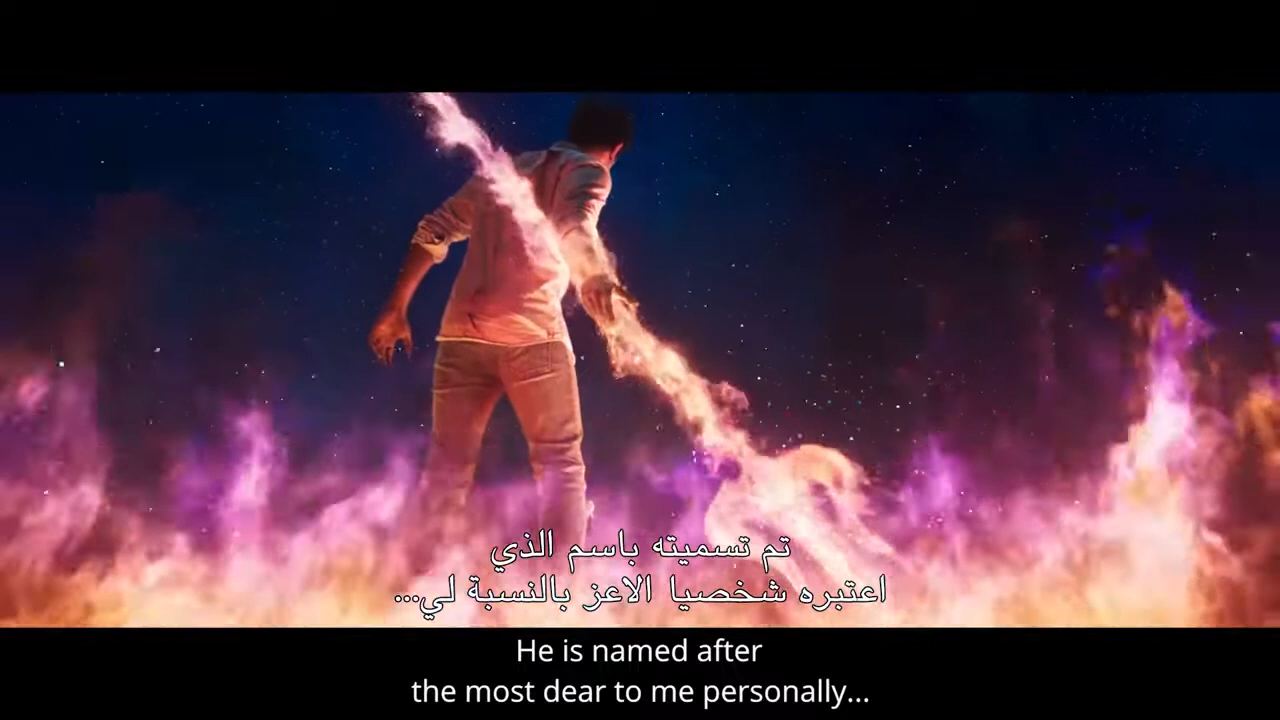 تم تسميته باسم الذي
اعتبره شخصيا الاعز بالنسبة لي...
He is named after
the most dear to me personally...